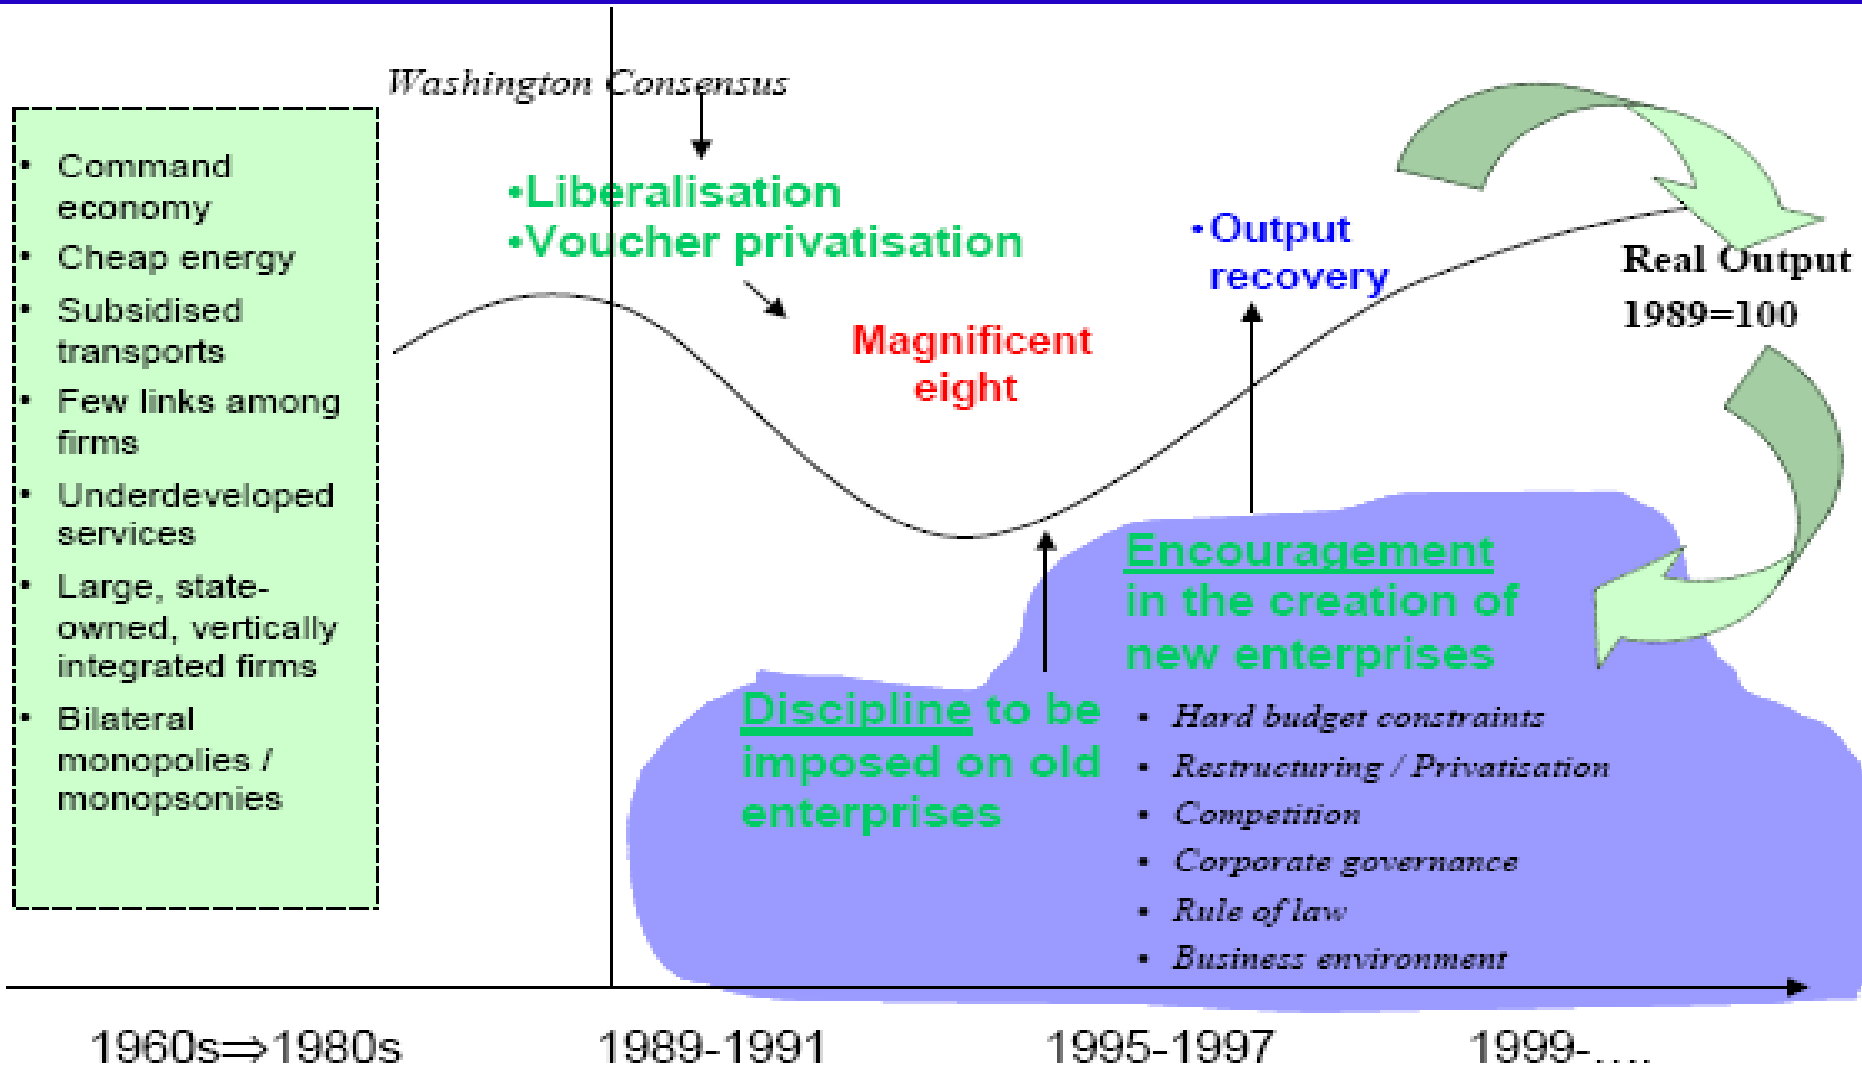 Washington Consensus
• Command
economy
• Cheap energy
• Subsidised
transports
• Few links among
firms
• Underdeveloped
services
• Large, state-
owned, vertically
integrated firms
• Bilateral
monopolies /
monopsonies
•Liberalisation
•Voucher privatisation
Magnificent
eight
•Output
recovery
Real Output
1989=100
Encouragement
in the creation of
new enterprises
Discipline to be
imposed on old
enterprises
• Hard budget constraints
• Restructuring / Privatisation
• Competition
• Corporate governance
• Rule of law
• Business environment
1960s⇒1980s
1989-1991
1995-1997
1999-....